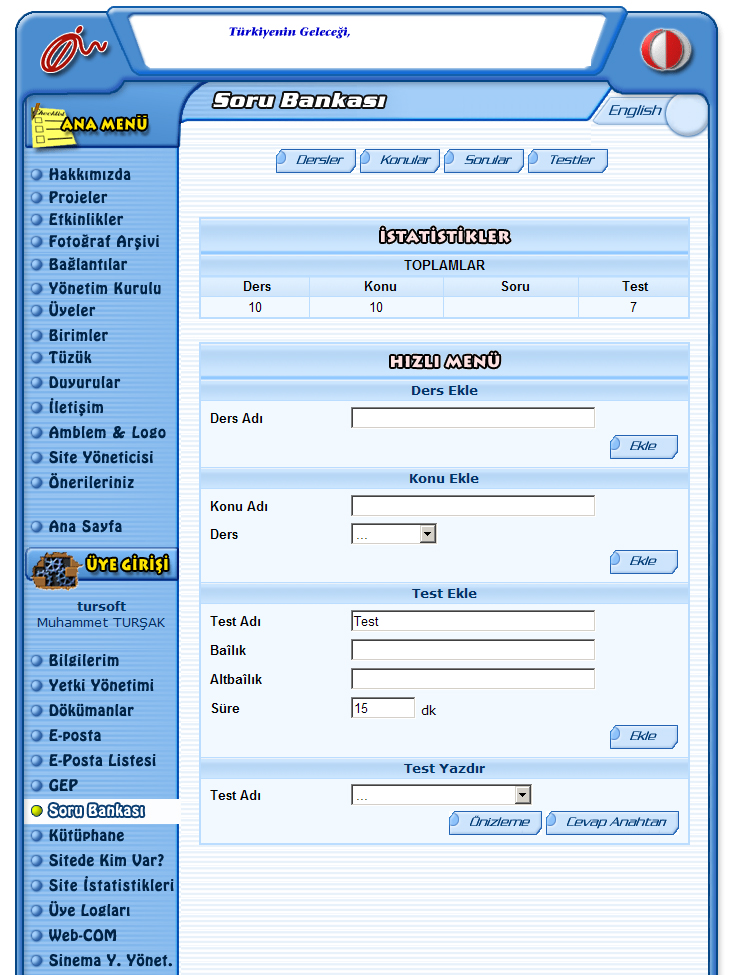 Türkiyenin Geleceği,
Soru Bankası
English
ANA MENÜ
Dersler Konular Sorular Testler
Hakkımızda
Projeler
Etkinlikler
Fotoğraf Arşivi
Bağlantılar
Yönetim Kurulu
Üyeler
Birimler
Tüzük
Duyurular
İletişim
Amblem & Logo
Site Yöneticisi
Önerileriniz
Ana Sayfa
ÜYE GİRİŞİ
tursoft
Muhammet TURŞAK
Bilgilerim
Yetki Yönetimi
Dökümanlar
E-posta
E-Posta Listesi
GEP
Soru Bankası
Kütüphane
Sitede Kim Var?
Site İstatistikleri
Üye Logları
Web-COM
Sinema Y. Yönet.
İSTATİSTİKLER
TOPLAMLAR
Ders Konu Soru Test
10 10 7
HIZLI MENÜ
Ders Ekle
Ders Adı
Ekle
Konu Ekle
Konu Adı
Ders ...
Ekle
Test Ekle
Test Adı Test
Baîlık
Altbaîlık
Süre 15 dk
Ekle
Test Yazdır
Test Adı ...
Önizleme Cevap Anahtarı